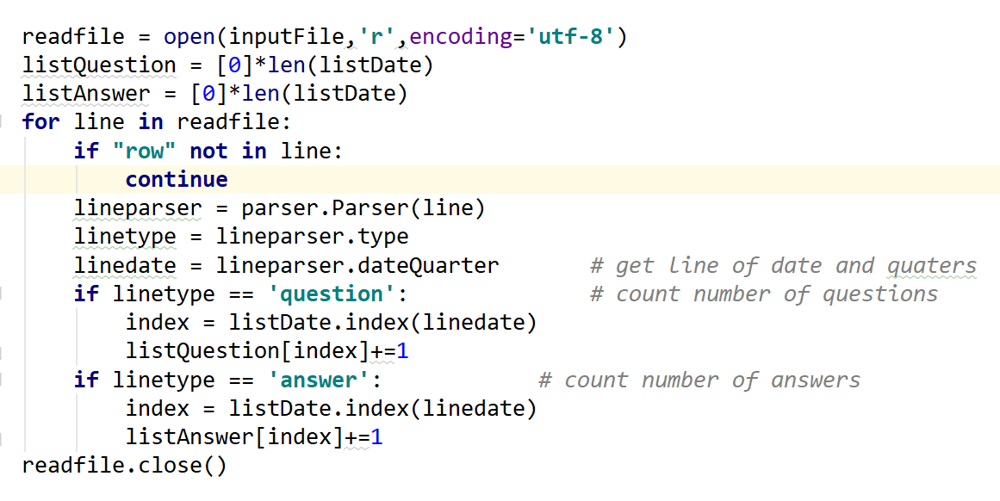 readfile = open(inputFile,'r',encoding='utf-8')
listQuestion = [0]*len(listDate)
listAnswer = [0]*len(listDate)
for line in readfile:
    if "row" not in line:
        continue
    lineparser = parser.Parser(line)
    linetype = lineparser.type
    linedate = lineparser.dateQuarter       # get line of date and quaters
    if linetype == 'question':              # count number of questions
        index = listDate.index(linedate)
        listQuestion[index]+=1
    if linetype == 'answer':            # count number of answers
        index = listDate.index(linedate)
        listAnswer[index]+=1
readfile.close()